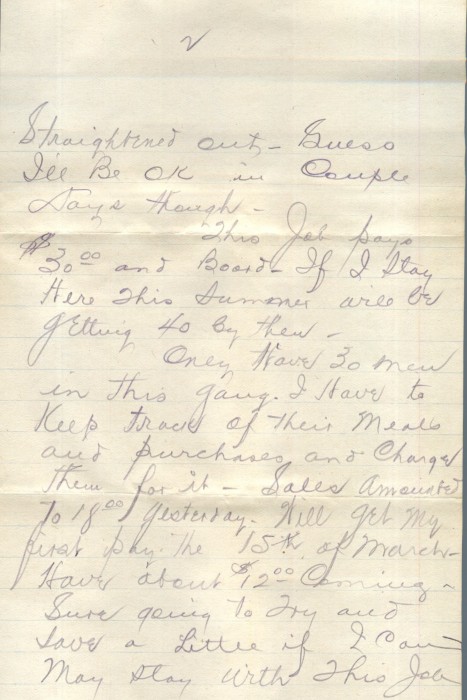 2
Straightened out - Guess
I'll Be OK in Couple
Days though -
This Job pays
$30.00 and Board - If I Stay
Here This Summer will be
getting 40 by then -
Only Have 30 men
in this gang. I Have to
Keep track of their Meals
and purchases and Charge
them for it - Sales Amounted
To 18.00 yesterday. Will get my
first pay the 15th of March -
Have about $12.00 Coming -
Sure going to Try and
save a Little if I Can
May Stay With This Job